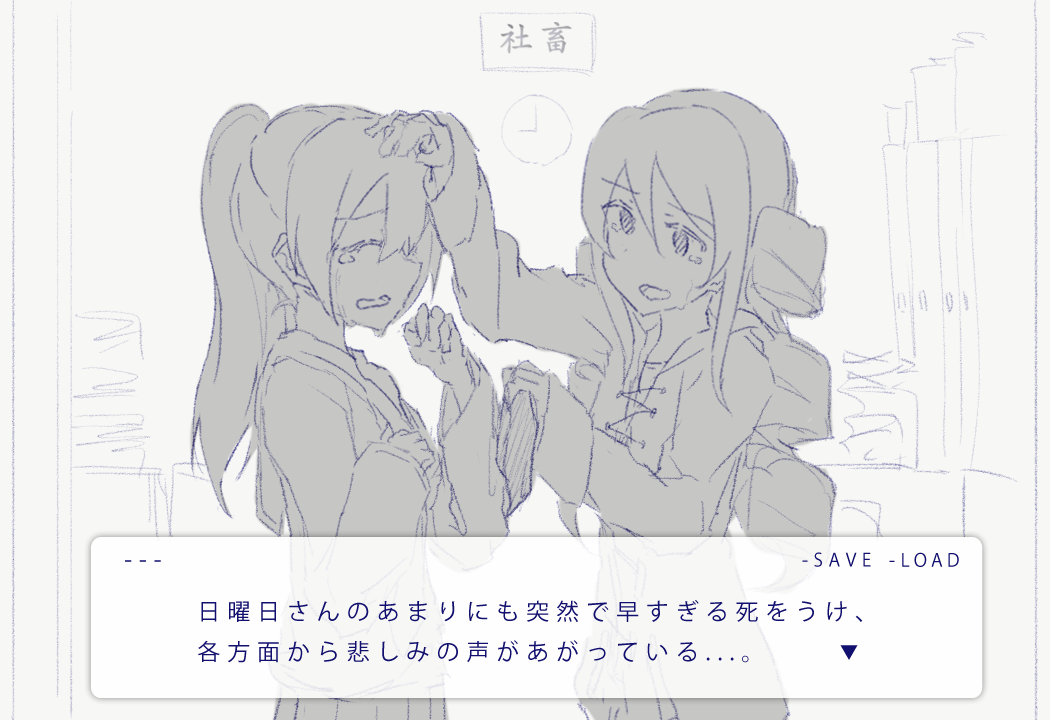 社畜
--- -SAVE -LOAD
日曜日さんのあまりにも突然で早すぎる死をうけ、
各方面から悲しみの声があがっている...。 ▼